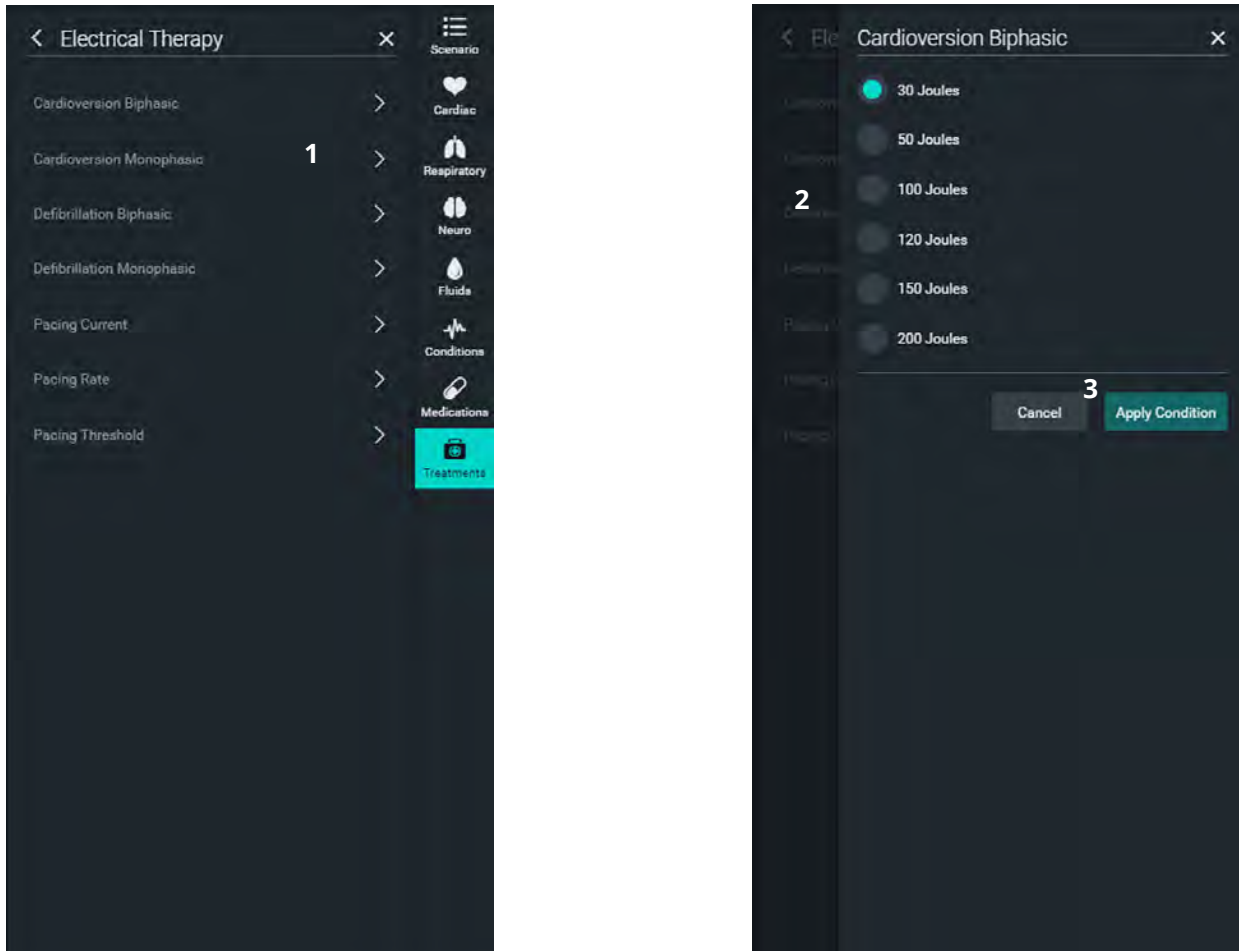 Electrical Therapy
Cardioversion Biphasic
Cardioversion Monophasic
1
Defibrillation Biphasic
Defibrillation Monophasic
Pacing Current
Pacing Rate
Pacing Threshold
Scenario
Cardiac
Respiratory
Neuro
Fluids
Conditions
Medications
Treatments
Ele
2
Cardioversion Biphasic
30 Joules
50 Joules
100 Joules
120 Joules
150 Joules
200 Joules
3
Cancel
Apply Condition